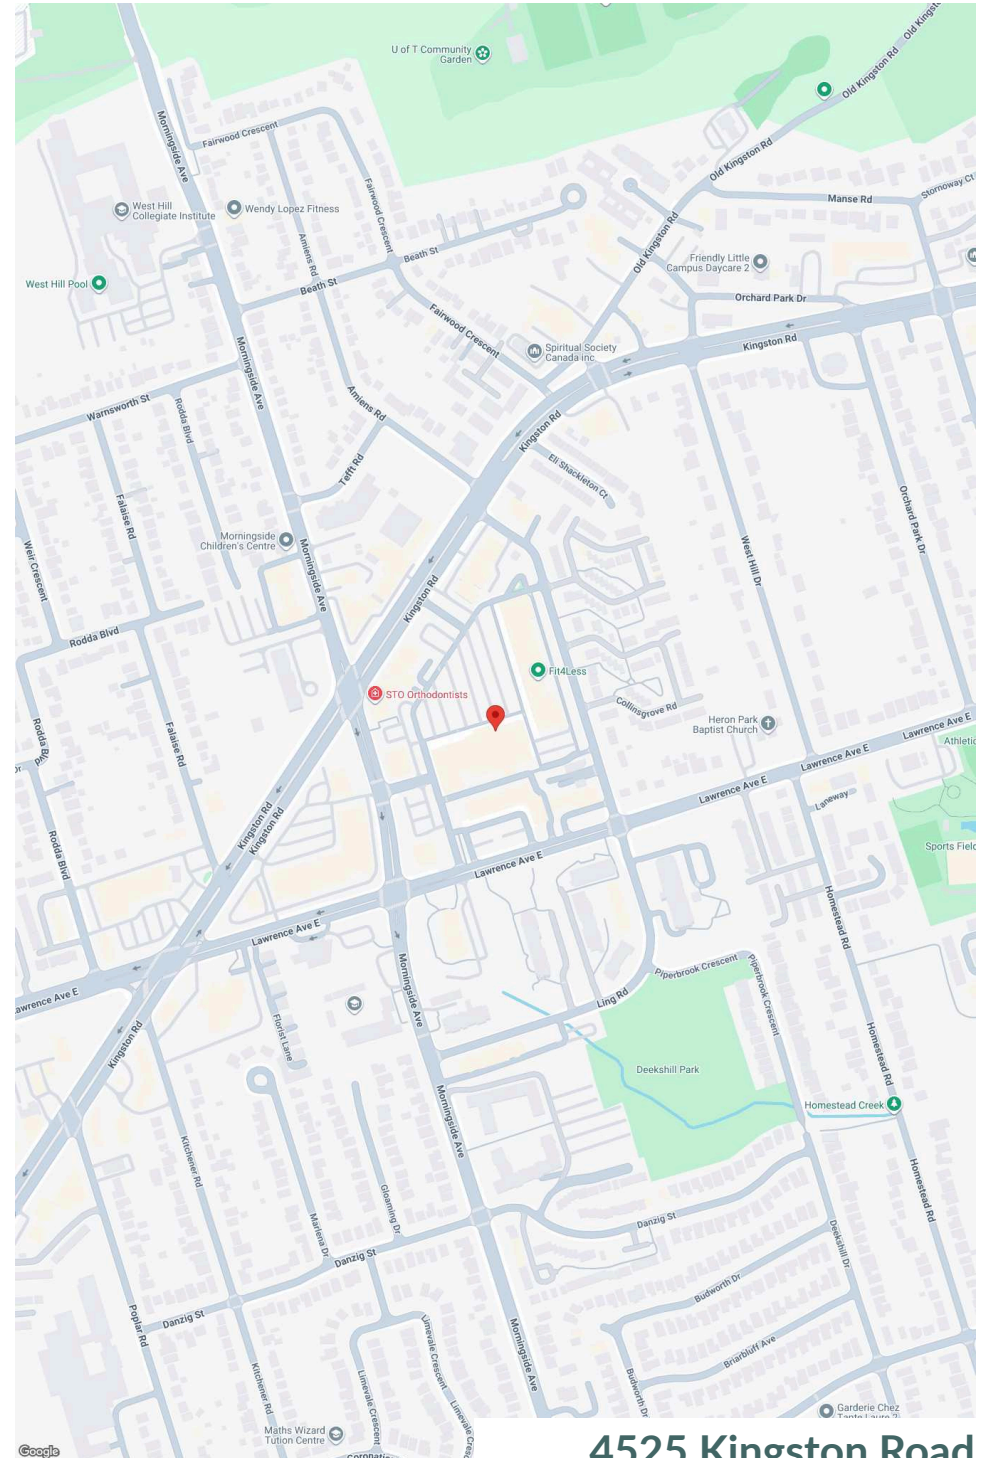 Old Kingston Rd
U of T Community
Garden
Old Kingston Rd
Morningside Ave
Fairwood Crescent
Old Kingston Rd
Fairwood Crescent
Stornoway Ct
Manse Rd
West Hill
Collegiate Institute
Wendy Lopez Fitness
Old Kingston Rd
Amiens Rd
Beath St
Friendly Little
Campus Daycare 2
West Hill Pool
Beath St
Orchard Park Dr
Fairwood Crescent
Kingston Rd
Spiritual Society
Canada inc
Morningside Ave
Amiens Rd
Warnsworth St
Rodda Blvd
Kingston Rd
Tefft Rd
Eli Shackleton Ct
Falaise Rd
Orchard Park Dr
Morningside
Children's Centre
West Hill Dr
Weir Crescent
Morningside Ave
Kingston Rd
Rodda Blvd
Fit4Less
STO Orthodontists
Collinsgrove Rd
Heron Park
Baptist Church
Lawrence Ave E
Rodda Blvd
Falaise Rd
Athletic
Lawrence Ave E
Lawrence Ave E
Laneway
Kingston Rd
Kingston Rd
Sports Field
Rodda Blvd
Lawrence Ave E
Homestead Rd
Lawrence Ave E
Piperbrook Crescent
Morningside Ave
Piperbrook Crescent
Lawrence Ave E
Ling Rd
Florist Lane
Kingston Rd
Homestead Rd
Deekshill Park
Homestead Creek
Morningside Ave
Kitchener Rd
Homestead Rd
Gloaming Dr
Marlena Dr
Danzig St
Deekshill Dr
Danzig St
Budworth Dr
Danzig St
Poplar Rd
Limevale Crescent
Morningside Ave
Briarbluff Ave
Kitchener Rd
Limevale Crescent
Budworth Dr
Limevale Cresc
Garderie Chez
Tante Laure 2
Maths Wizard
Tution Centre
Google
4525 Kingston Road